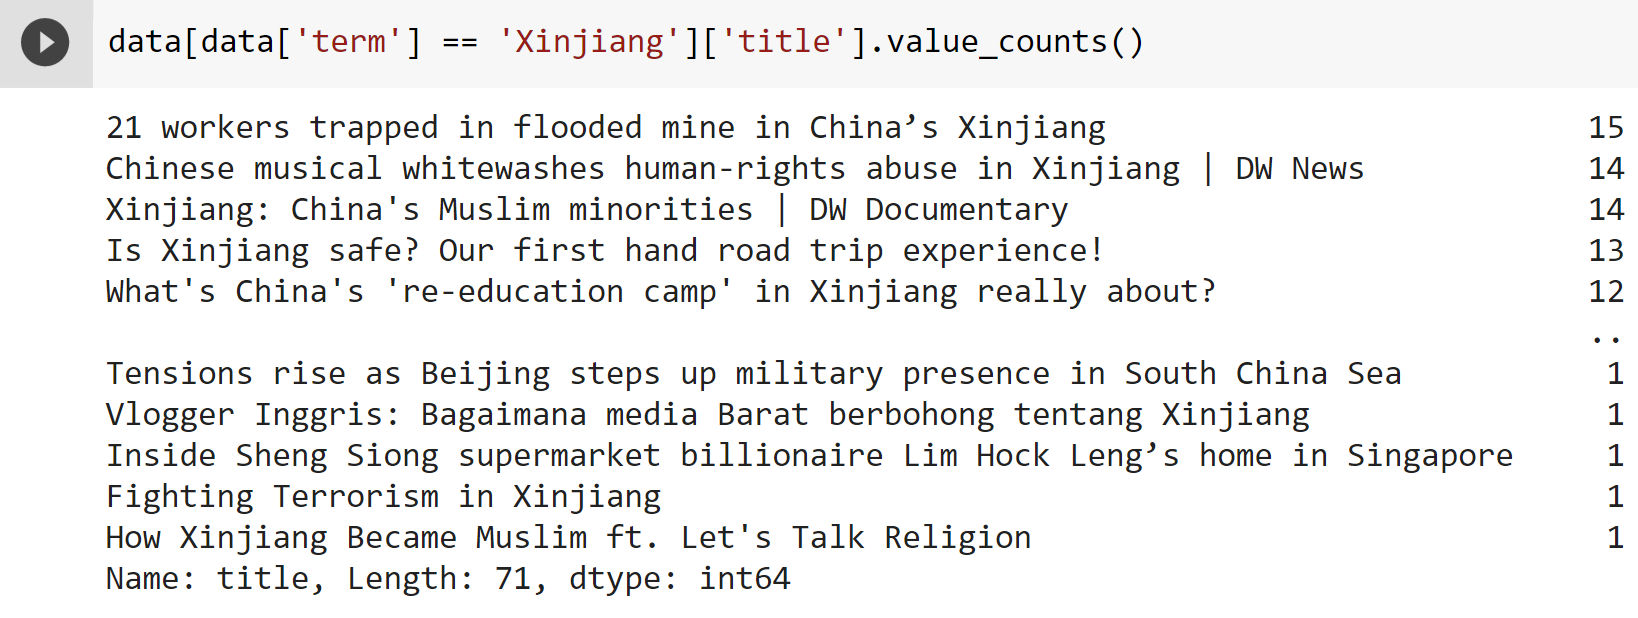 data[data['term'] == 'Xinjiang']['title'].value_counts()
21 workers trapped in flooded mine in China’s Xinjiang 15
Chinese musical whitewashes human-rights abuse in Xinjiang | DW News 14
Xinjiang: China's Muslim minorities | DW Documentary 14
Is Xinjiang safe? Our first hand road trip experience! 13
What's China's 're-education camp' in Xinjiang really about? 12
..
Tensions rise as Beijing steps up military presence in South China Sea 1
Vlogger Inggris: Bagaimana media Barat berbohong tentang Xinjiang 1
Inside Sheng Siong supermarket billionaire Lim Hock Leng’s home in Singapore 1
Fighting Terrorism in Xinjiang 1
How Xinjiang Became Muslim ft. Let's Talk Religion 1
Name: title, Length: 71, dtype: int64